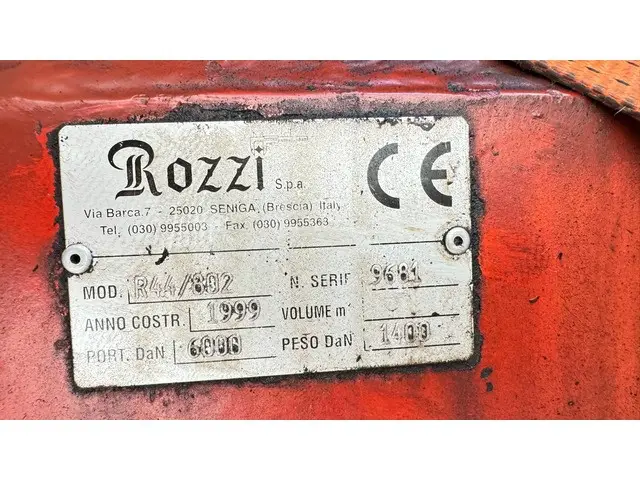 Rozzi S.p.a.
Via Barca,7 - 25020 SENIGA, (Brescia) Italy
Tel. (030) 9955003 - Fax. (030) 9955363
CE
MOD. R44/802 N. SERIE 9681
ANNO COSTR. 1999 VOLUME m³
PORT. DaN 6000 PESO DaN 1400